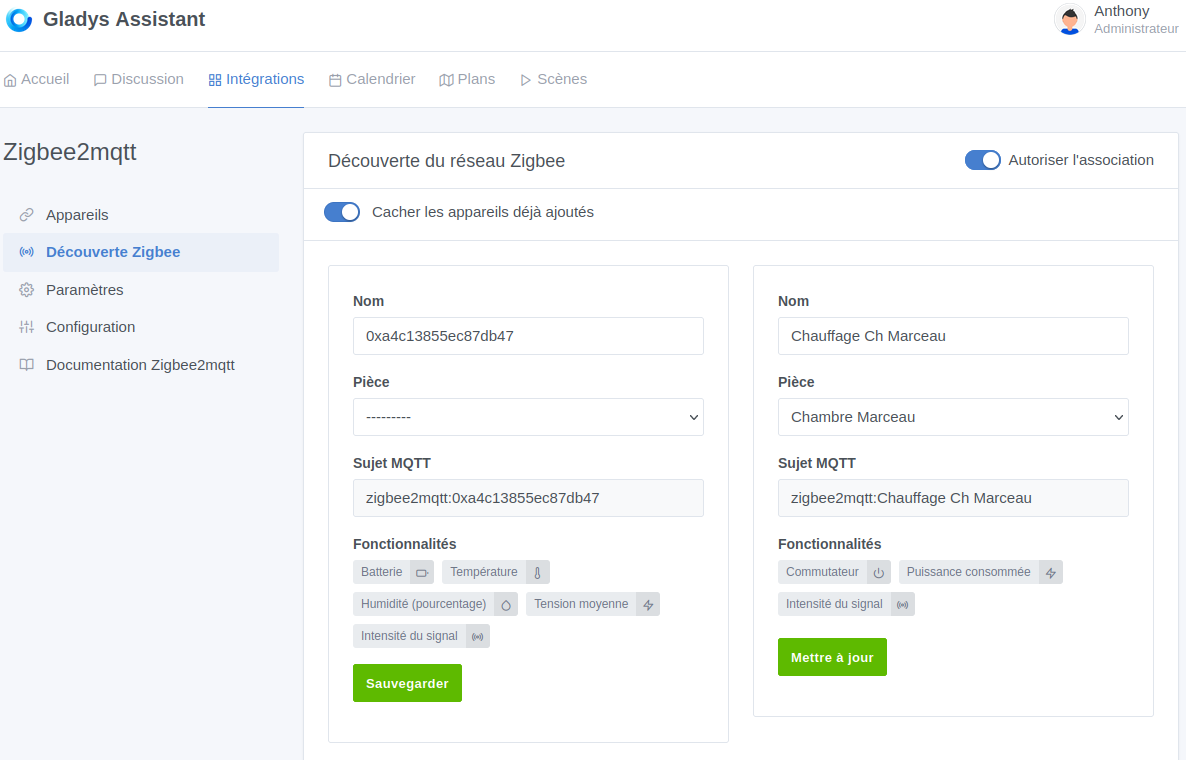 Gladys Assistant
Anthony
Administrateur
Accueil
Discussion
Intégrations
Calendrier
Plans
Scènes
Zigbee2mqtt
Appareils
Découverte Zigbee
Paramètres
Configuration
Documentation Zigbee2mqtt
Découverte du réseau Zigbee
Autoriser l'association
Cacher les appareils déjà ajoutés
Nom
0xa4c13855ec87db47
Pièce
---------
Sujet MQTT
zigbee2mqtt:0xa4c13855ec87db47
Fonctionnalités
Batterie
Température
Humidité (pourcentage)
Tension moyenne
Intensité du signal
Sauvegarder
Nom
Chauffage Ch Marceau
Pièce
Chambre Marceau
Sujet MQTT
zigbee2mqtt:Chauffage Ch Marceau
Fonctionnalités
Commutateur
Puissance consommée
Intensité du signal
Mettre à jour